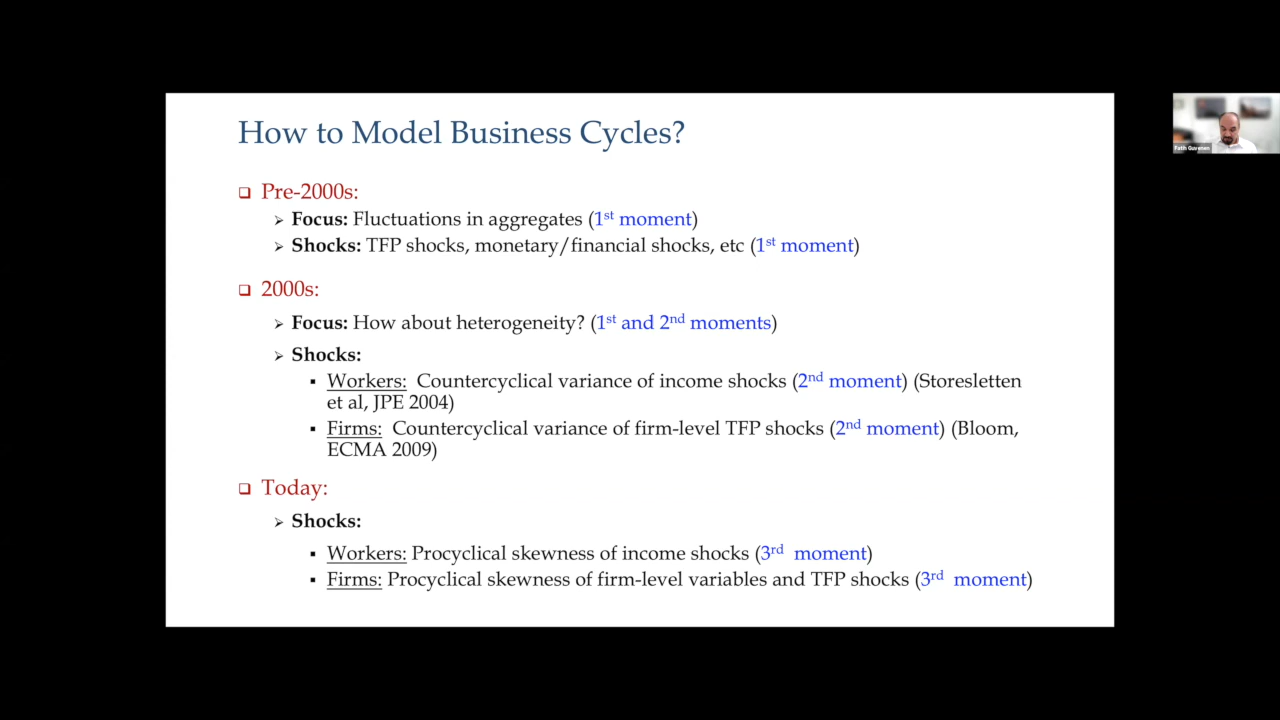 How to Model Business Cycles?
Pre-2000s:
Focus: Fluctuations in aggregates (1st moment)
Shocks: TFP shocks, monetary/financial shocks, etc (1st moment)
2000s:
Focus: How about heterogeneity? (1st and 2nd moments)
Shocks:
Workers: Countercyclical variance of income shocks (2nd moment) (Storesletten
et al, JPE 2004)
Firms: Countercyclical variance of firm-level TFP shocks (2nd moment) (Bloom,
ECMA 2009)
Today:
Shocks:
Workers: Procyclical skewness of income shocks (3rd moment)
Firms: Procyclical skewness of firm-level variables and TFP shocks (3rd moment)
Fatih Guvenen